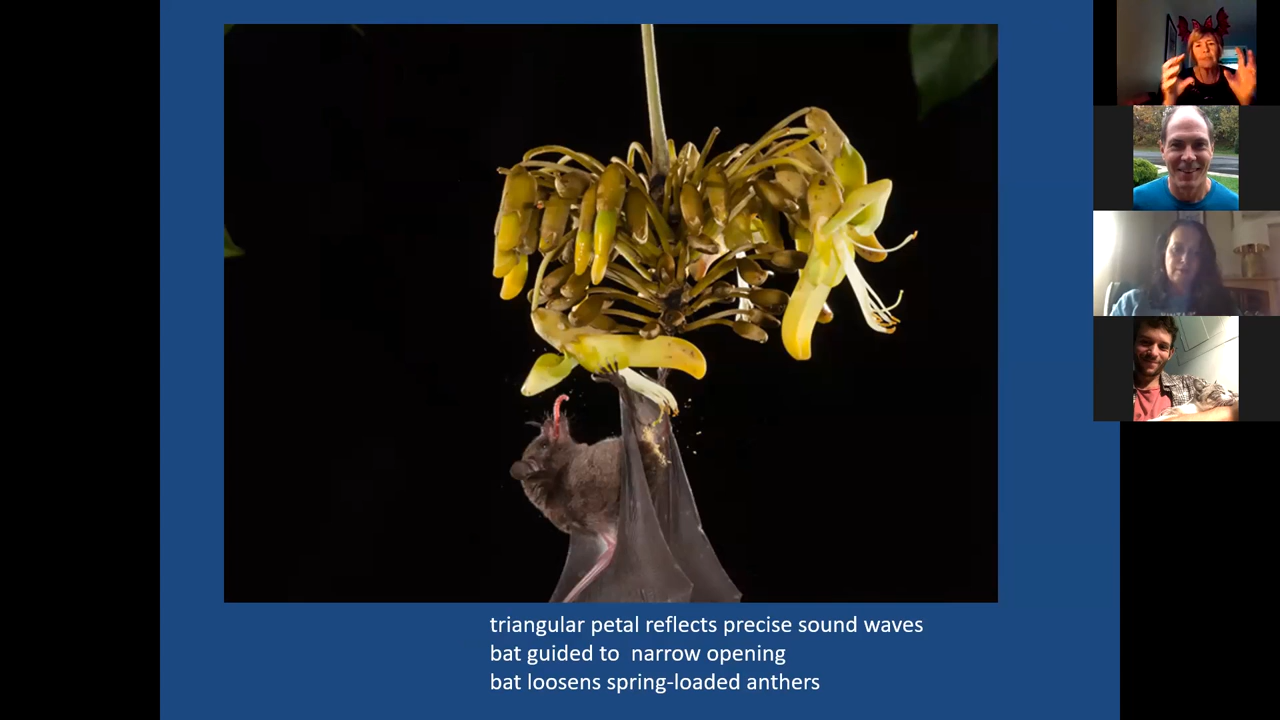 triangular petal reflects precise sound waves
bat guided to  narrow opening
bat loosens spring-loaded anthers